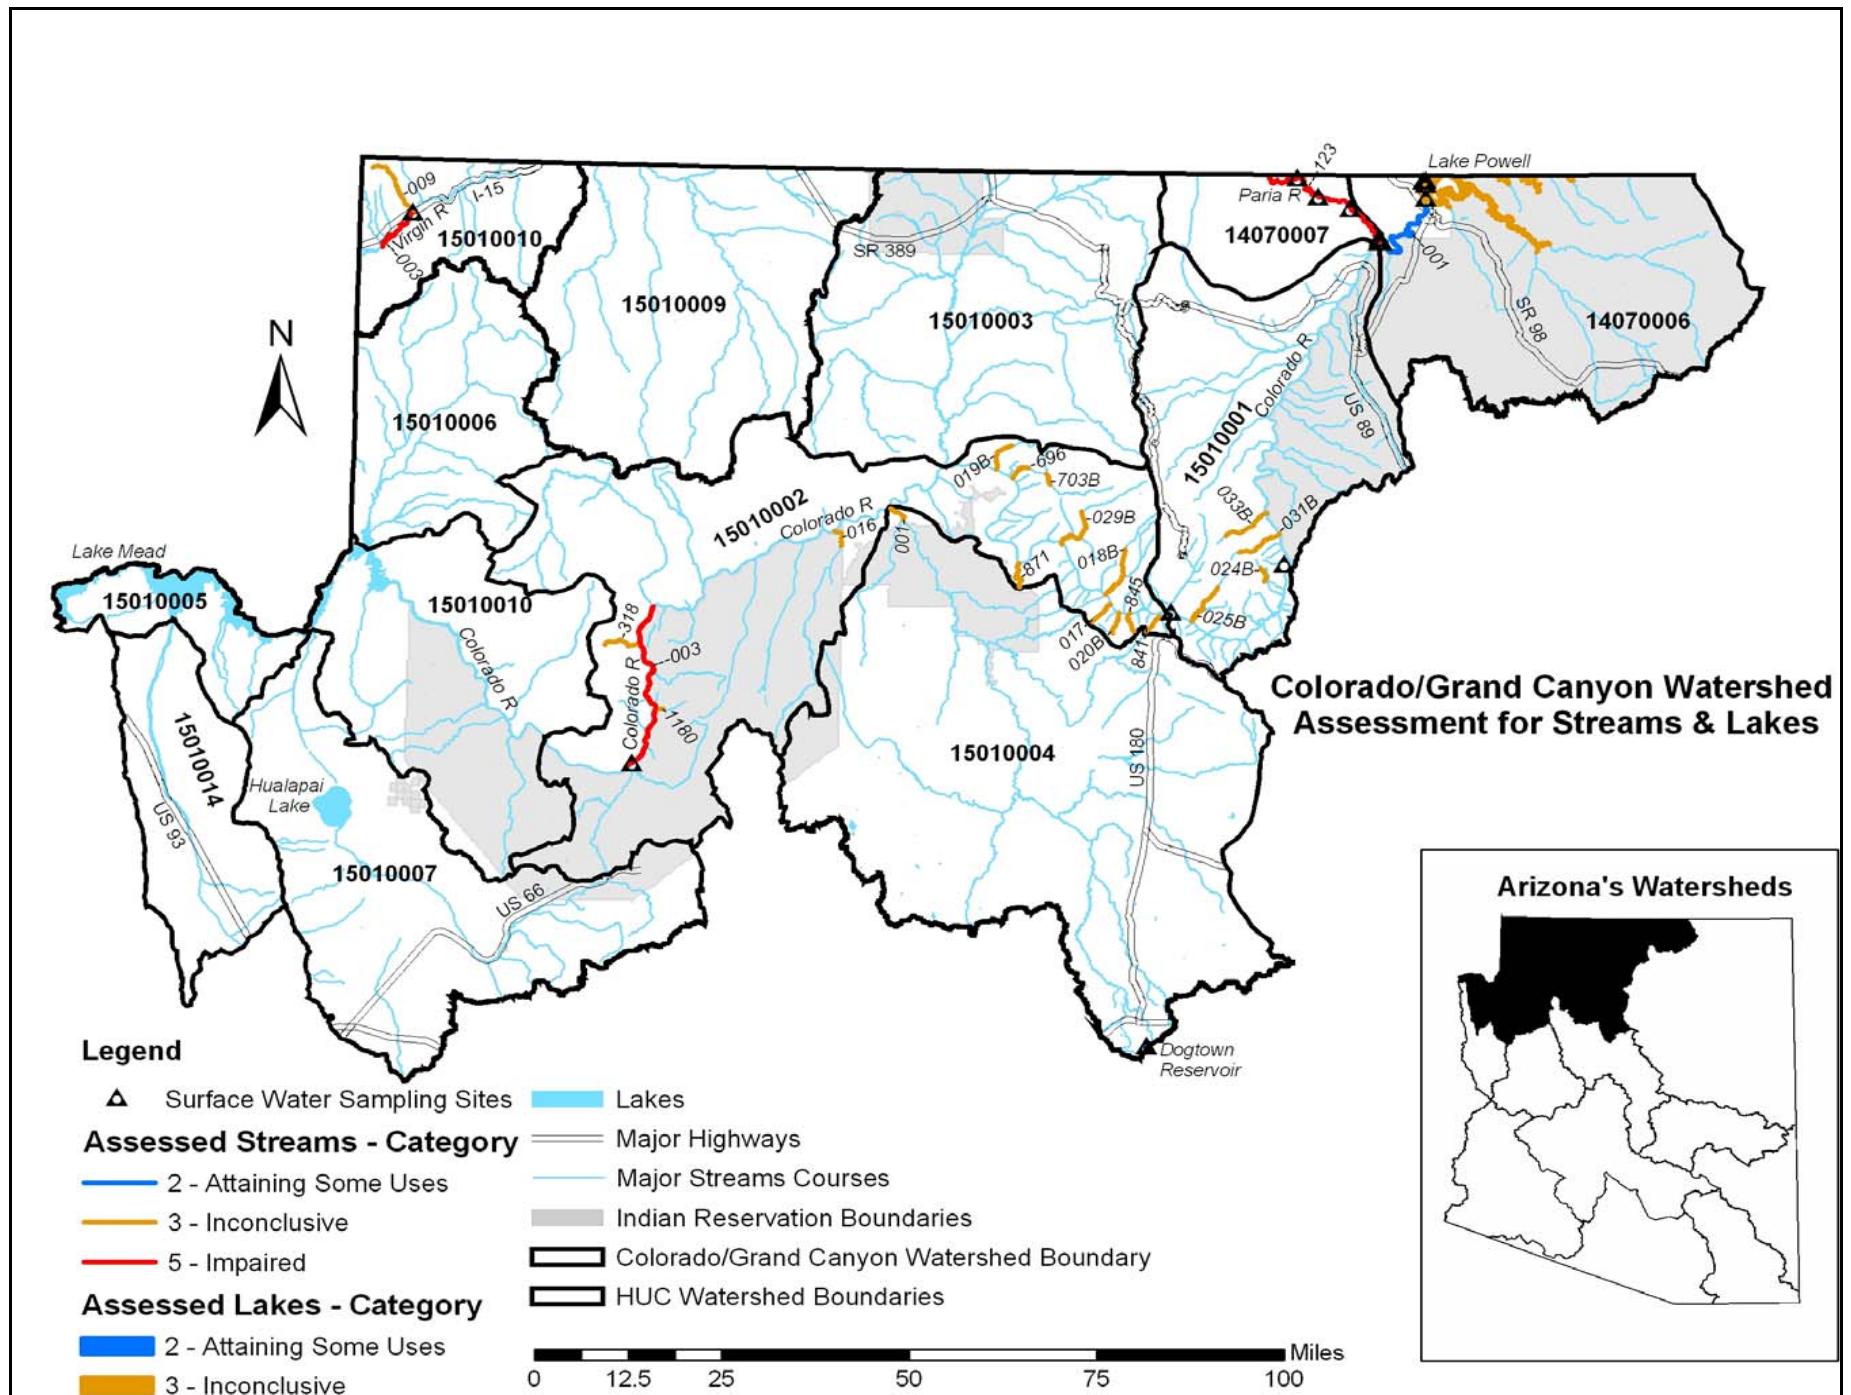 Lake Powell
-123
Paria R
-009
I-15
Virgin R
-003
15010010
SR 389
14070007
-001
15010009
15010003
SR 98
14070006
N
Colorado R
US 89
15010006
15010001
019B-
-696
-703B
15010002
Colorado R
-016
001-
-029B
033B-
-031B
018B-
-871
024B-
-845
-025B
017-
020B-
841-
Lake Mead
15010005
15010010
Colorado R
-318
-003
Colorado R
-1180
Colorado/Grand Canyon Watershed
Assessment for Streams & Lakes
15010014
US 93
Hualapai
Lake
15010004
US 180
15010007
US 66
Arizona's Watersheds
Dogtown
Reservoir
Legend
Surface Water Sampling Sites
Assessed Streams - Category
2 - Attaining Some Uses
3 - Inconclusive
5 - Impaired
Assessed Lakes - Category
2 - Attaining Some Uses
3 - Inconclusive
Lakes
Major Highways
Major Streams Courses
Indian Reservation Boundaries
Colorado/Grand Canyon Watershed Boundary
HUC Watershed Boundaries
Miles
0 12.5 25 50 75 100